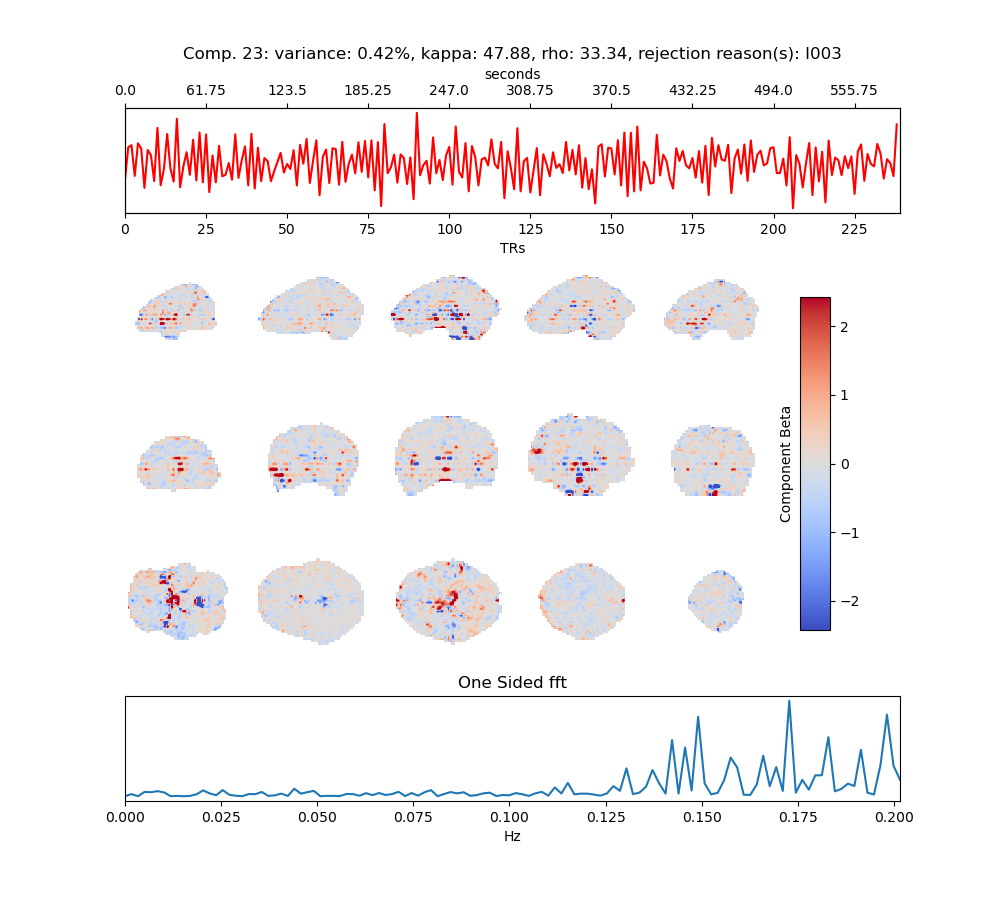 Comp. 23: variance: 0.42%, kappa: 47.88, rho: 33.34, rejection reason(s): I003
seconds
0.0 61.75 123.5 185.25 247.0 308.75 370.5 432.25 494.0 555.75
0 25 50 75 100 125 150 175 200 225
TRs
2
1
0
−1
−2
Component Beta
One Sided fft
0.000 0.025 0.050 0.075 0.100 0.125 0.150 0.175 0.200
Hz